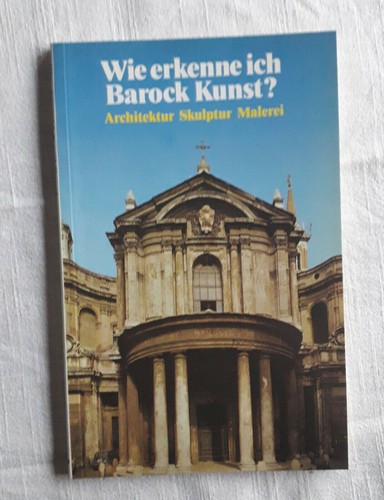 Wie erkenne ich
Barock Kunst?
Architektur Skulptur Malerei